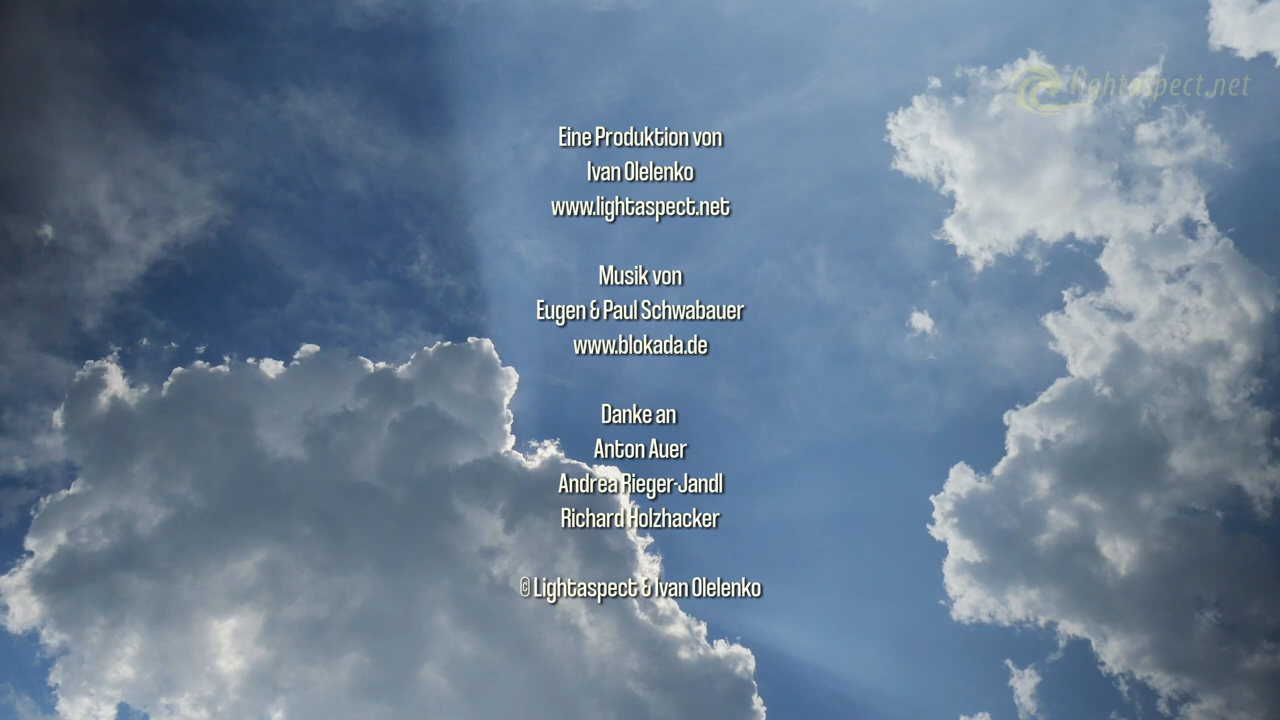 lightaspect.net
Eine Produktion von
Ivan Olelenko
www.lightaspect.net
Musik von
Eugen & Paul Schwabauer
www.blokada.de
Danke an
Anton Auer
Andrea Rieger-Jandl
Richard Holzhacker
© Lightaspect & Ivan Olelenko